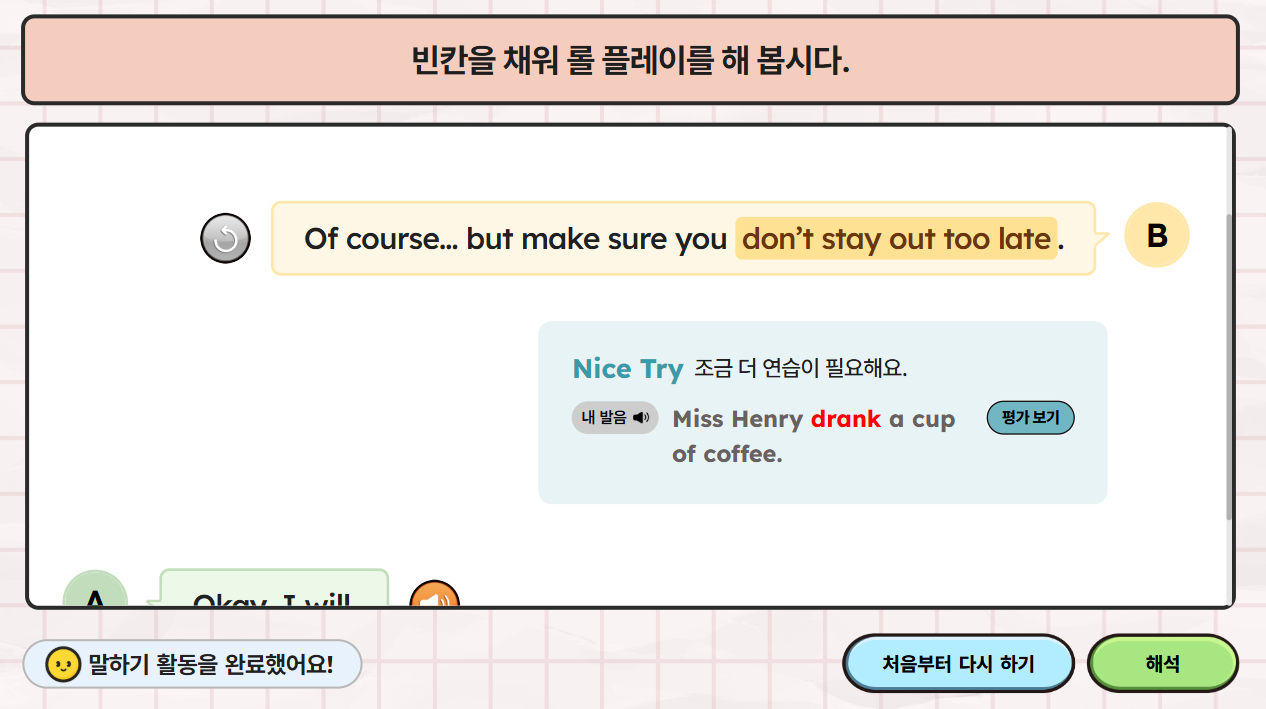 빈칸을 채워 롤 플레이를 해 봅시다.
Of course... but make sure you don’t stay out too late.
B
Nice Try 조금 더 연습이 필요해요.
내 발음 Miss Henry drank a cup of coffee. 평가 보기
A
Okay, I will
말하기 활동을 완료했어요!
처음부터 다시 하기
해석